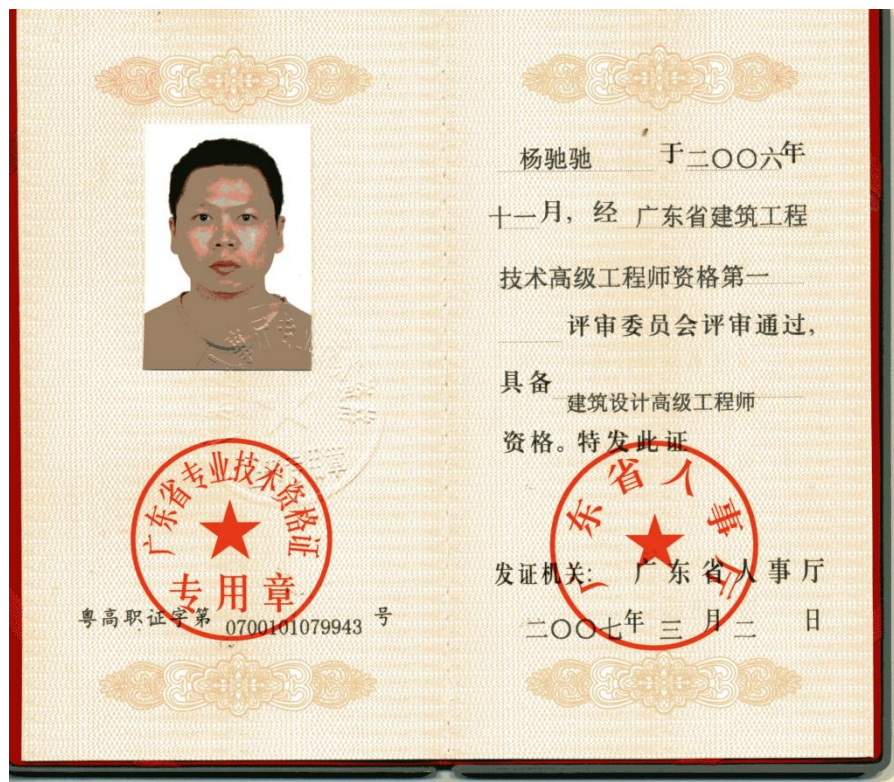 广东省专业技术资格证
专用章
粤高职证字第 0700101079943 号
杨驰驰 于二〇〇六年
十一月，经 广东省建筑工程
技术高级工程师资格第一
评审委员会评审通过，
具备 建筑设计高级工程师
资格。特发此证
广东省人事厅
发证机关： 广东省人事厅
二〇〇七年 三 月 二 日